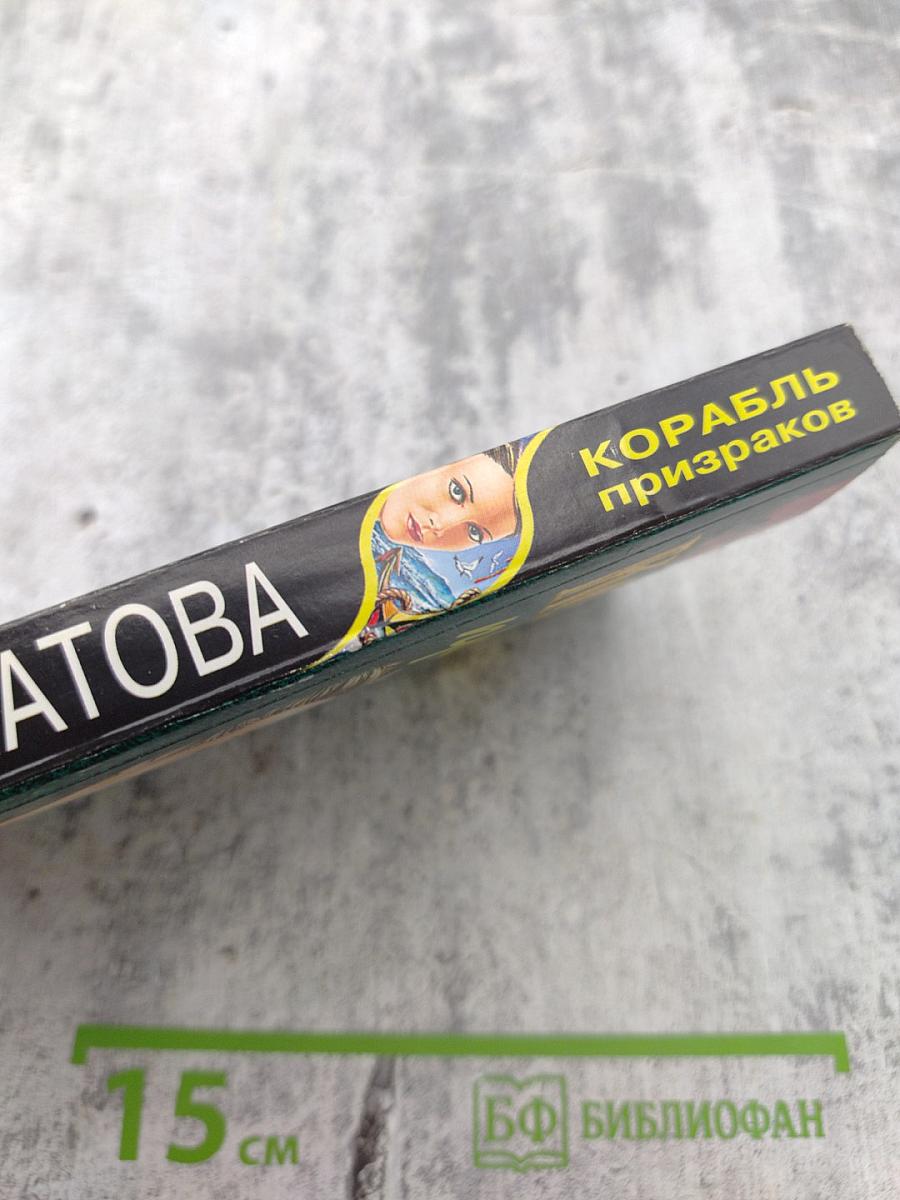 АТОВА
КОРАБЛЬ
призраков
15 см
БФ БИБЛИОФАН